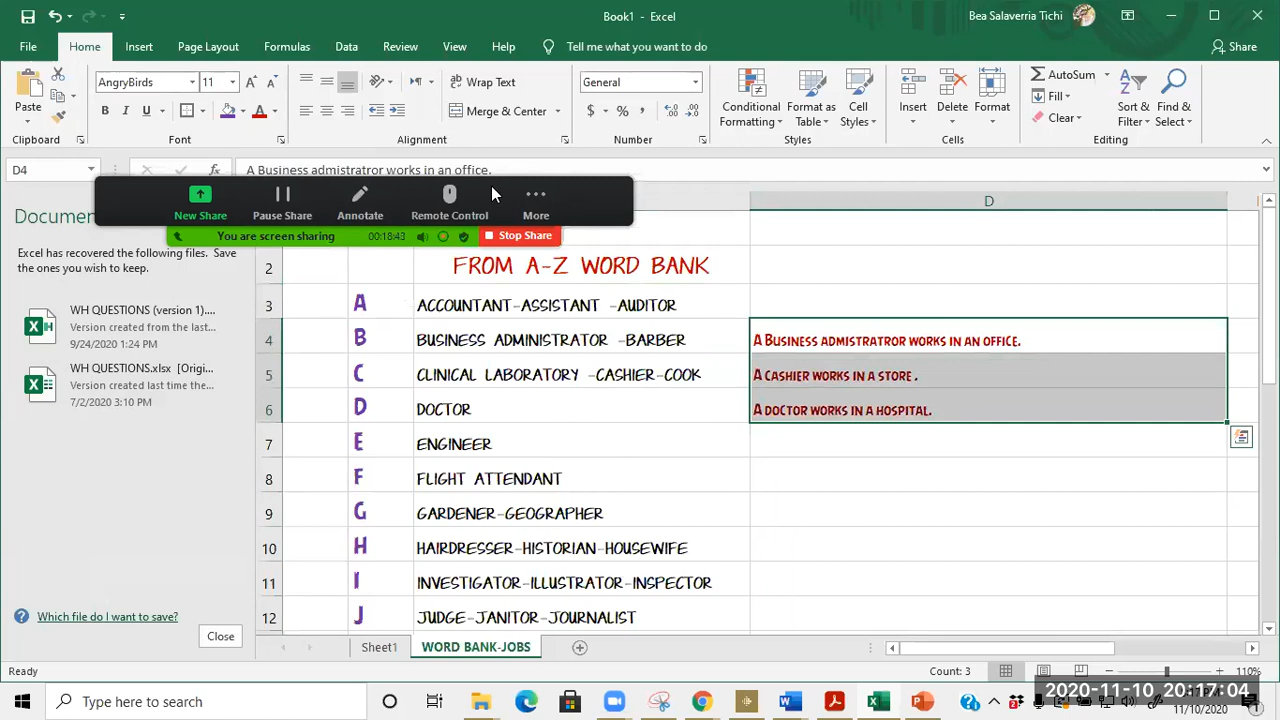 Book1 - Excel
Bea Salaverria Tichi
File Home Insert Page Layout Formulas Data Review View Help Tell me what you want to do Share
Paste
AngryBirds 11
Wrap Text
General
Conditional Formatting
Format as Table
Cell Styles
Insert Delete Format
AutoSum
Fill
Clear
Sort & Select
Find & Select
B I U
Merge & Center
$ % ,
Clipboard Font Alignment Number Styles Cells Editing
D4
fx
A Business admistratror works in an office.
New Share Pause Share Annotate Remote Control More
You are screen sharing 00:18:43 Stop Share
Docum
Excel has recovered the following files. Save
the ones you wish to keep.
WH QUESTIONS (version 1)....
Version created from the last...
9/24/2020 1:24 PM
WH QUESTIONS.xlsx [Origi...
Version created last time the...
7/2/2020 3:10 PM
Which file do I want to save?
Close
D
2 FROM A-Z WORD BANK
3 A ACCOUNTANT-ASSISTANT -AUDITOR
4 B BUSINESS ADMINISTRATOR -BARBER A BUSINESS ADMISTRATROR WORKS IN AN OFFICE.
5 C CLINICAL LABORATORY -CASHIER-COOK A CASHIER WORKS IN A STORE .
6 D DOCTOR A DOCTOR WORKS IN A HOSPITAL.
7 E ENGINEER
8 F FLIGHT ATTENDANT
9 G GARDENER-GEOGRAPHER
10 H HAIRDRESSER-HISTORIAN-HOUSEWIFE
11 I INVESTIGATOR-ILLUSTRATOR-INSPECTOR
12 J JUDGE-JANITOR-JOURNALIST
Sheet1 WORD BANK-JOBS
Ready Count: 3 110%
Type here to search
2020-11-10 20:17:04
11/10/2020